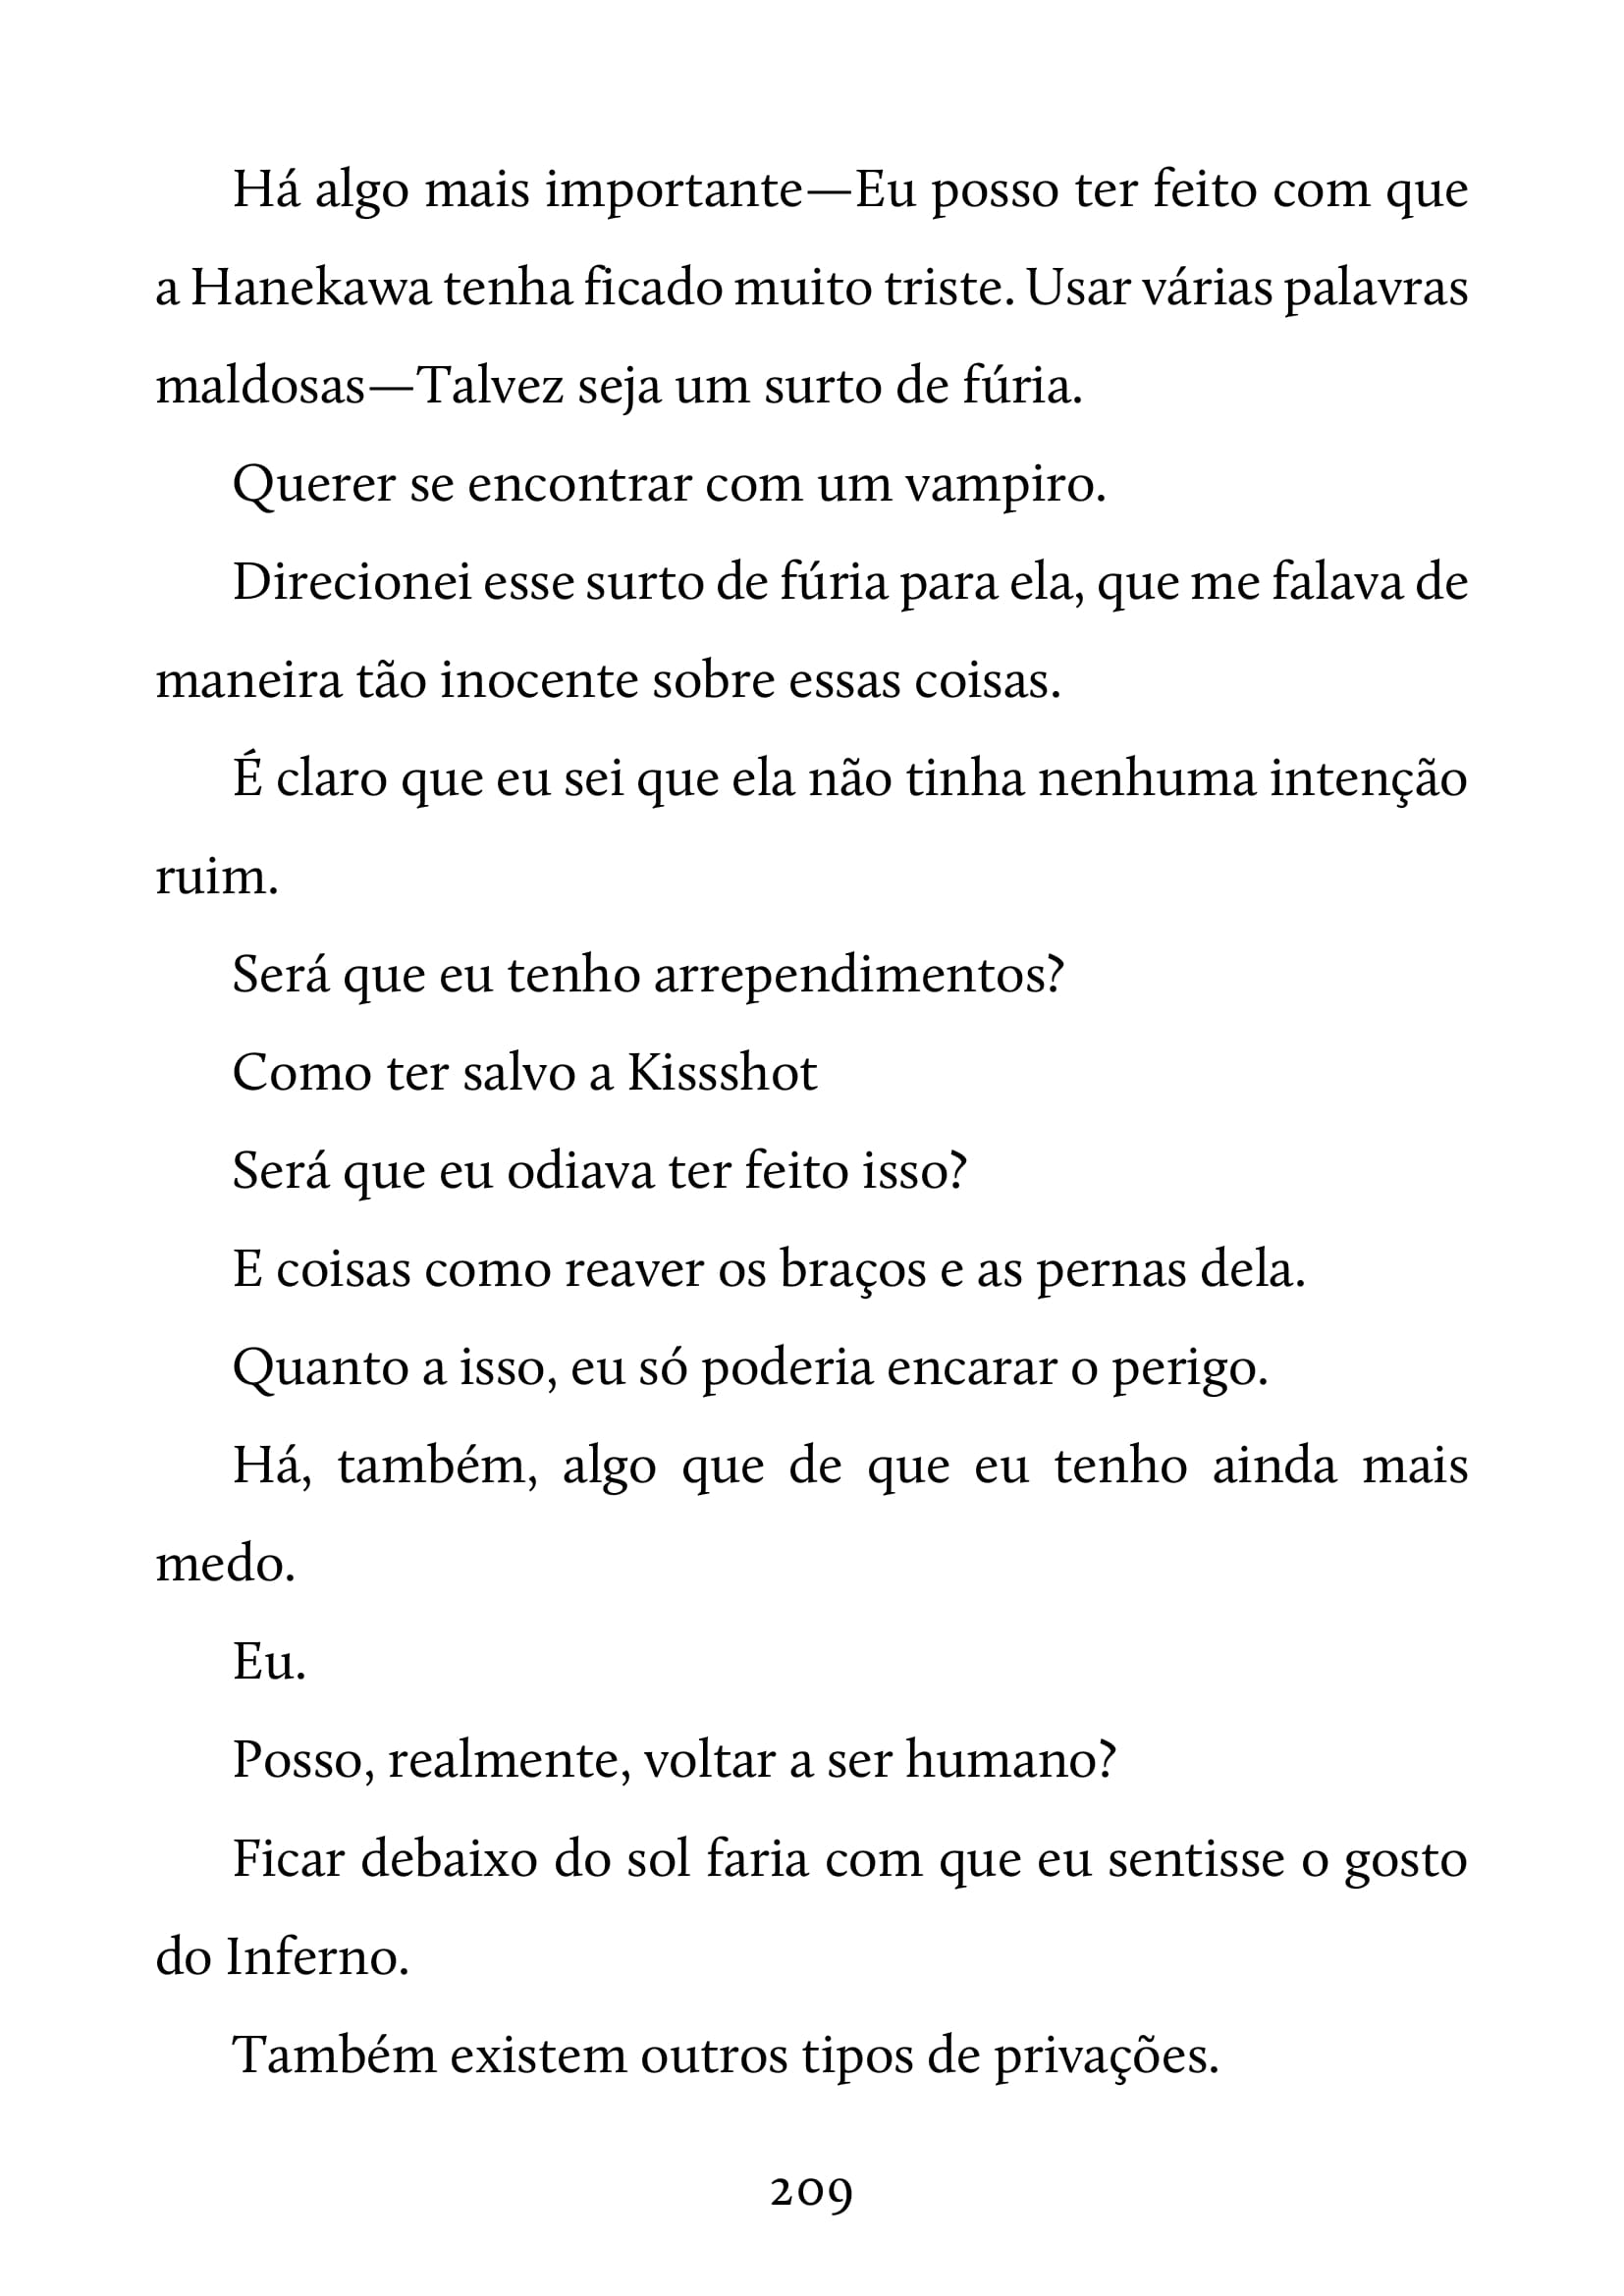 Há algo mais importante—Eu posso ter feito com que
a Hanekawa tenha ficado muito triste. Usar várias palavras
maldosas—Talvez seja um surto de fúria.
Querer se encontrar com um vampiro.
Direcionei esse surto de fúria para ela, que me falava de
maneira tão inocente sobre essas coisas.
É claro que eu sei que ela não tinha nenhuma intenção
ruim.
Será que eu tenho arrependimentos?
Como ter salvo a Kissshot
Será que eu odiava ter feito isso?
E coisas como reaver os braços e as pernas dela.
Quanto a isso, eu só poderia encarar o perigo.
Há, também, algo que de que eu tenho ainda mais
medo.
Eu.
Posso, realmente, voltar a ser humano?
Ficar debaixo do sol faria com que eu sentisse o gosto
do Inferno.
Também existem outros tipos de privações.
209